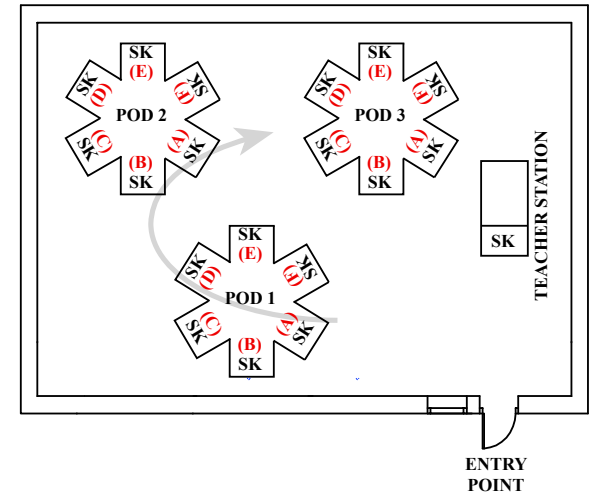 SK
(E)
SK
(D)
SK
(F)
POD 2
SK
(C)
SK
(A)
(B)
SK
SK
(E)
SK
(D)
SK
(F)
POD 3
SK
(C)
SK
(A)
(B)
SK
TEACHER STATION
SK
SK
(E)
SK
(D)
SK
(F)
POD 1
SK
(C)
SK
(A)
(B)
SK
ENTRY
POINT